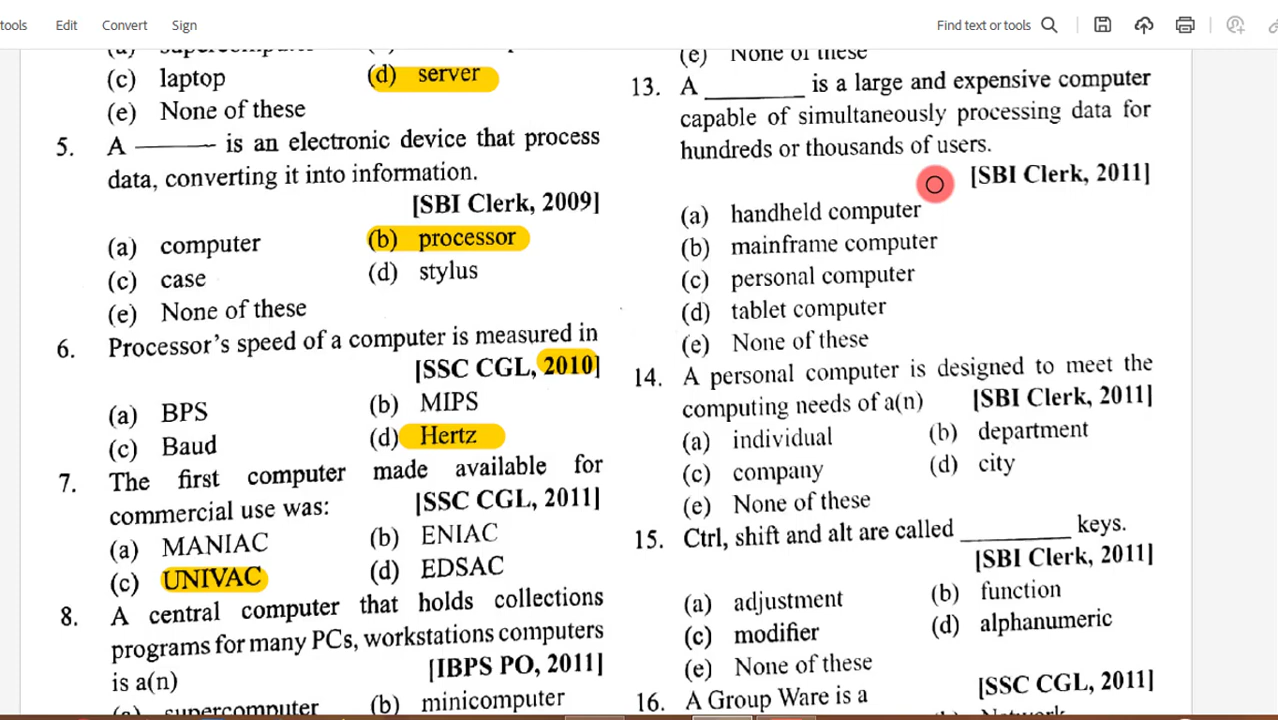 tools Edit Convert Sign Find text or tools
(c) laptop (d) server
(e) None of these
5. A ______ is an electronic device that process
data, converting it into information.
[SBI Clerk, 2009]
(a) computer (b) processor
(c) case (d) stylus
(e) None of these
6. Processor's speed of a computer is measured in
[SSC CGL, 2010]
(a) BPS (b) MIPS
(c) Baud (d) Hertz
7. The first computer made available for
commercial use was: [SSC CGL, 2011]
(a) MANIAC (b) ENIAC
(c) UNIVAC (d) EDSAC
8. A central computer that holds collections
programs for many PCs, workstations computers
is a(n) [IBPS PO, 2011]
(a) supercomputer (b) minicomputer
(e) None of these
13. A ________ is a large and expensive computer
capable of simultaneously processing data for
hundreds or thousands of users.
[SBI Clerk, 2011]
(a) handheld computer
(b) mainframe computer
(c) personal computer
(d) tablet computer
(e) None of these
14. A personal computer is designed to meet the
computing needs of a(n) [SBI Clerk, 2011]
(a) individual (b) department
(c) company (d) city
(e) None of these
15. Ctrl, shift and alt are called ________ keys.
[SBI Clerk, 2011]
(a) adjustment (b) function
(c) modifier (d) alphanumeric
(e) None of these
16. A Group Ware is a [SSC CGL, 2011]